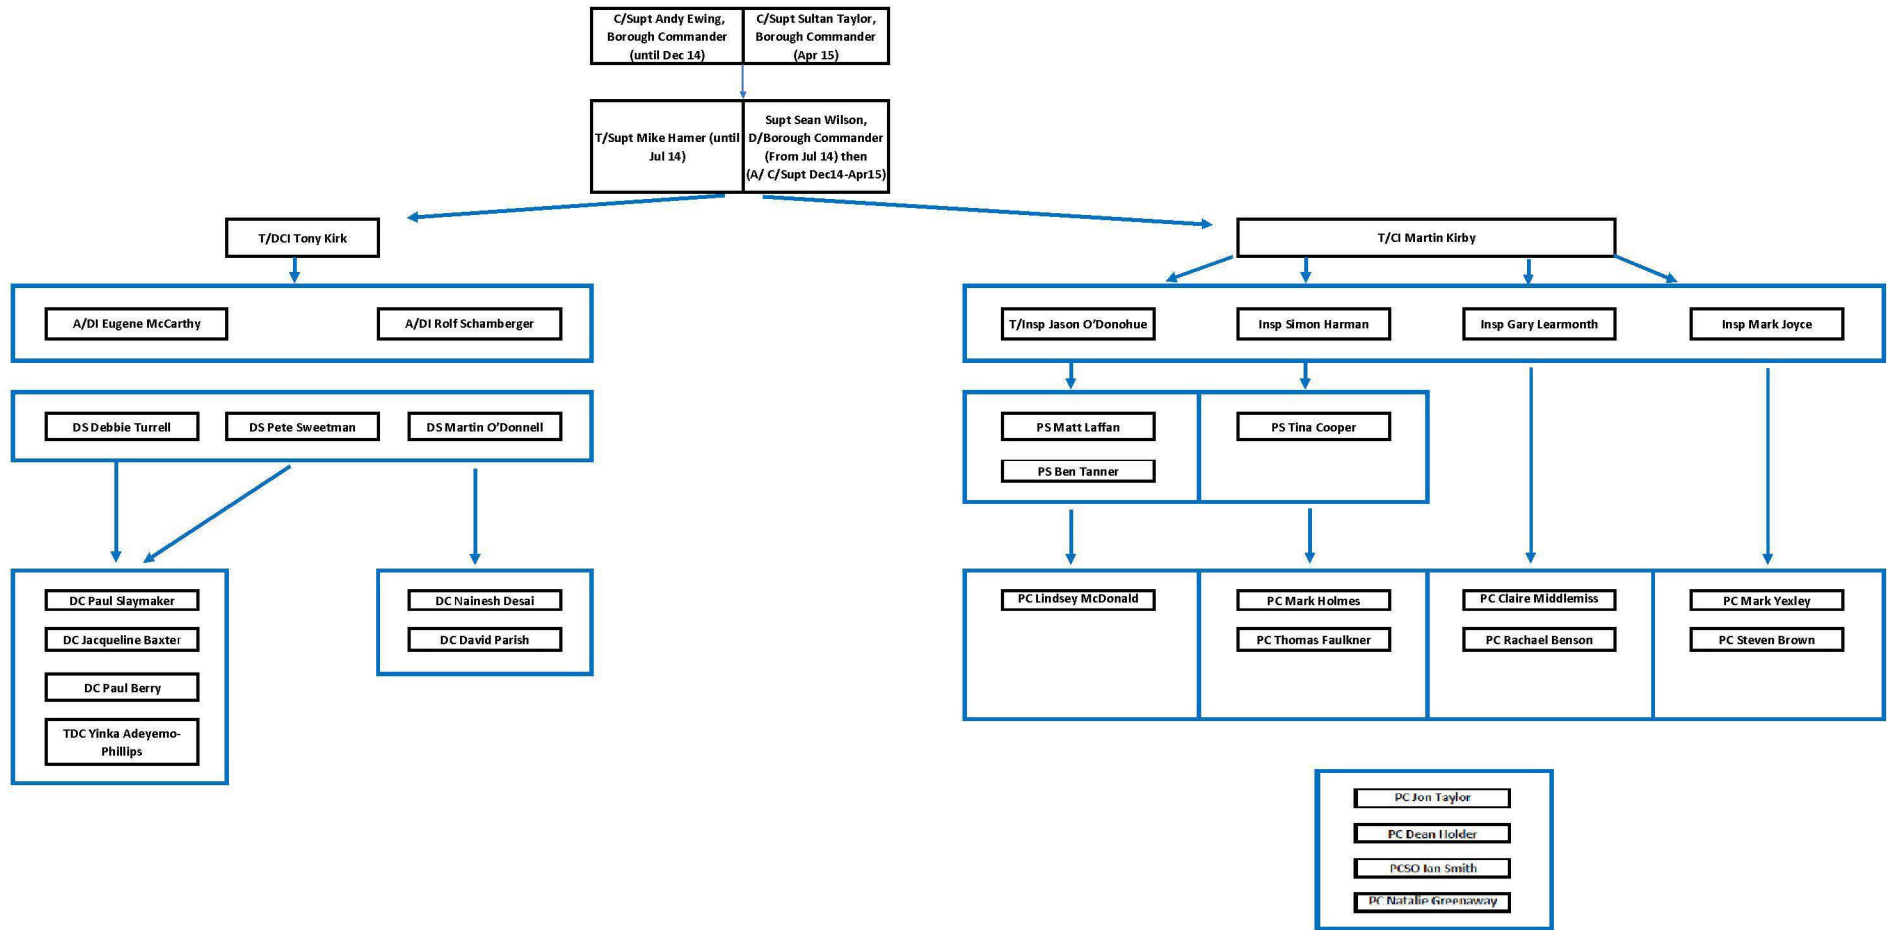 C/Supt Andy Ewing,
Borough Commander
(until Dec 14)
C/Supt Sultan Taylor,
Borough Commander
(Apr 15)
T/Supt Mike Hamer (until
Jul 14)
Supt Sean Wilson,
D/Borough Commander
(From Jul 14) then
(A/ C/Supt Dec14-Apr15)
T/DCI Tony Kirk
T/CI Martin Kirby
A/DI Eugene McCarthy
A/DI Rolf Schamberger
T/Insp Jason O’Donohue
Insp Simon Harman
Insp Gary Learmonth
Insp Mark Joyce
DS Debbie Turrell
DS Pete Sweetman
DS Martin O’Donnell
PS Matt Laffan
PS Ben Tanner
PS Tina Cooper
DC Paul Slaymaker
DC Jacqueline Baxter
DC Paul Berry
TDC Yinka Adeyemo-
Phillips
DC Nainesh Desai
DC David Parish
PC Lindsey McDonald
PC Mark Holmes
PC Thomas Faulkner
PC Claire Middlemiss
PC Rachael Benson
PC Mark Yexley
PC Steven Brown
PC Jon Taylor
PC Dean Holder
PCSO Ian Smith
PC Natalie Greenaway